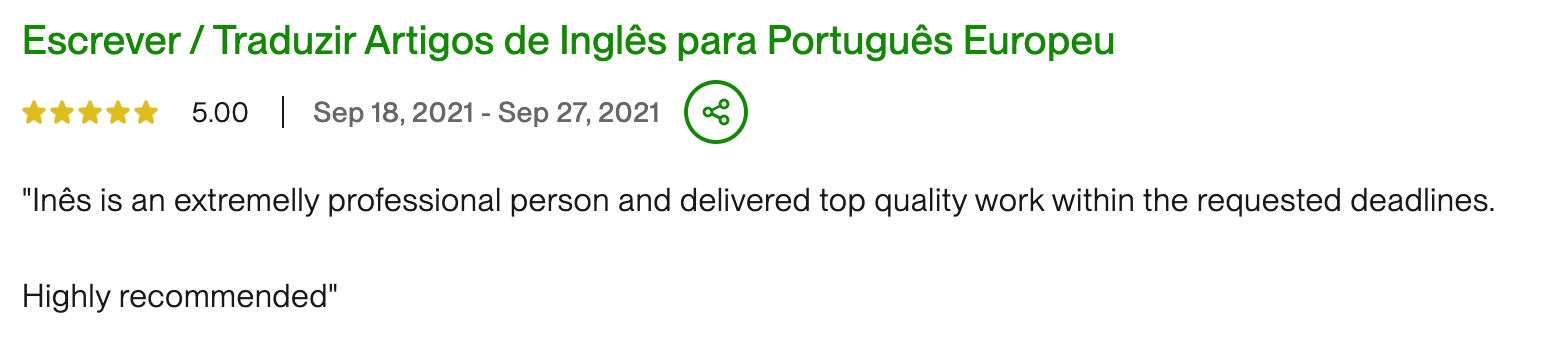 Escrever / Traduzir Artigos de Inglês para Português Europeu
5.00 | Sep 18, 2021 - Sep 27, 2021
"Inês is an extremelly professional person and delivered top quality work within the requested deadlines.
Highly recommended"